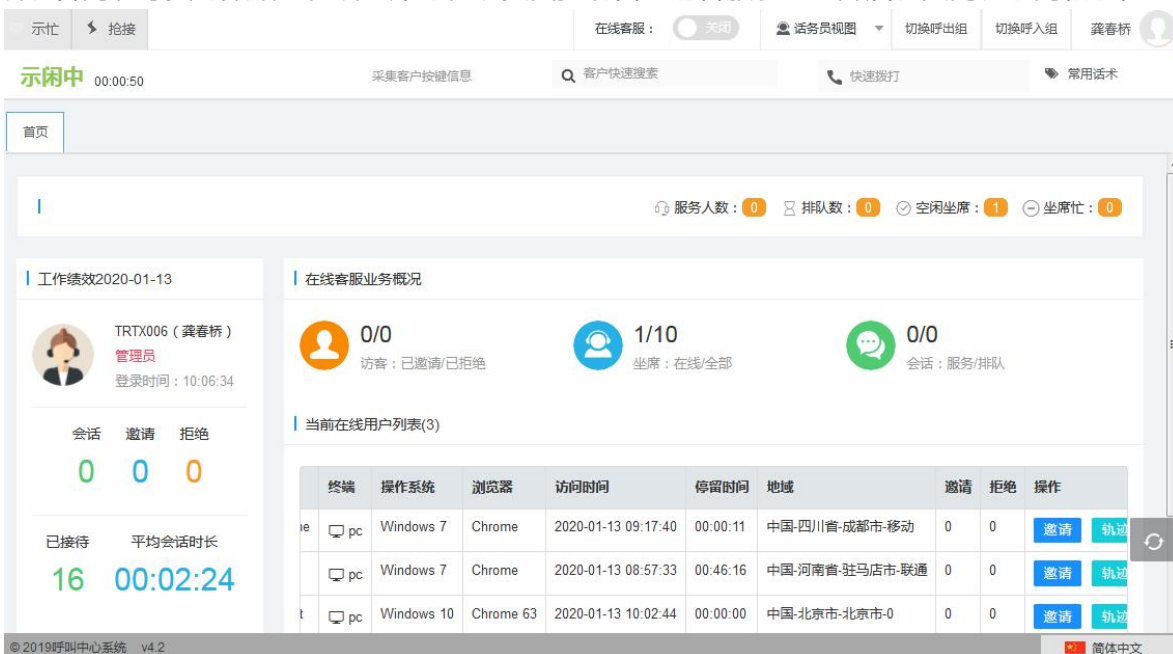 示忙 抢接 在线客服： 关闭 话务员视图 切换呼出组 切换呼入组 龚春桥
示闲中 00:00:50 采集客户按键信息 客户快速搜索 快速拨打 常用话术
首页
服务人数：0 排队数：0 空闲坐席：1 坐席忙：0
工作绩效2020-01-13
TRTX006（龚春桥）
管理员
登录时间：10:06:34
会话 邀请 拒绝
0 0 0
已接待 平均会话时长
16 00:02:24
在线客服业务概况
0/0 1/10 0/0
访客：已邀请/已拒绝 坐席：在线/全部 会话：服务/排队
当前在线用户列表(3)
终端 操作系统 浏览器 访问时间 停留时间 地域 邀请 拒绝 操作
pc Windows 7 Chrome 2020-01-13 09:17:40 00:00:11 中国-四川省-成都市-移动 0 0 邀请 轨迹
pc Windows 7 Chrome 2020-01-13 08:57:33 00:46:16 中国-河南省-驻马店市-联通 0 0 邀请 轨迹
pc Windows 10 Chrome 63 2020-01-13 10:02:44 00:00:00 中国-北京市-北京市-0 0 0 邀请 轨迹
©2019呼叫中心系统 v4.2 简体中文